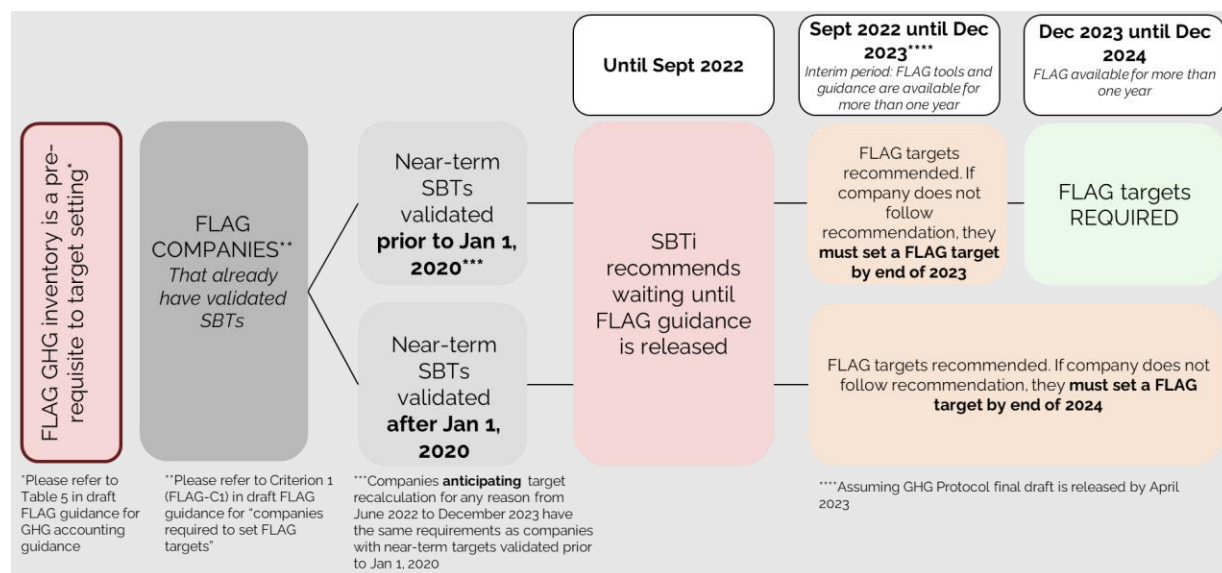 Until Sept 2022
Sept 2022 until Dec
2023****
Interim period: FLAG tools and
guidance are available for
more than one year
Dec 2023 until Dec
2024
FLAG available for more than
one year
FLAG GHG inventory is a pre-
requisite to target setting*
FLAG
COMPANIES**
That already
have validated
SBTs
Near-term
SBTs
validated
prior to Jan 1,
2020***
Near-term
SBTs
validated
after Jan 1,
2020
SBTi
recommends
waiting until
FLAG guidance
is released
FLAG targets
recommended. If
company does not
follow
recommendation, they
must set a FLAG target
by end of 2023
FLAG targets
REQUIRED
FLAG targets recommended. If company does not
follow recommendation, they must set a FLAG
target by end of 2024
*Please refer to
Table 5 in draft
FLAG guidance for
GHG accounting
guidance
**Please refer to Criterion 1
(FLAG-C1) in draft FLAG
guidance for “companies
required to set FLAG
targets”
***Companies anticipating target
recalculation for any reason from
June 2022 to December 2023 have
the same requirements as companies
with near-term targets validated prior
to Jan 1, 2020
****Assuming GHG Protocol final draft is released by April
2023